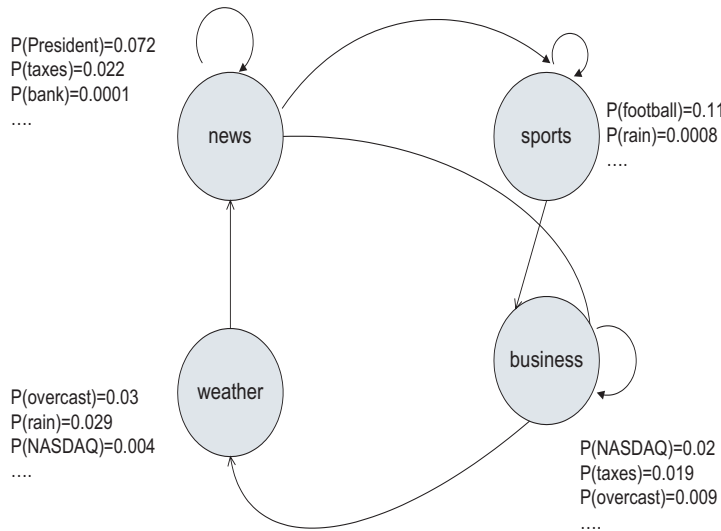 P(President)=0.072
P(taxes)=0.022
P(bank)=0.0001
....
news
sports
P(football)=0.11
P(rain)=0.0008
....
weather
business
P(overcast)=0.03
P(rain)=0.029
P(NASDAQ)=0.004
....
P(NASDAQ)=0.02
P(taxes)=0.019
P(overcast)=0.009
....